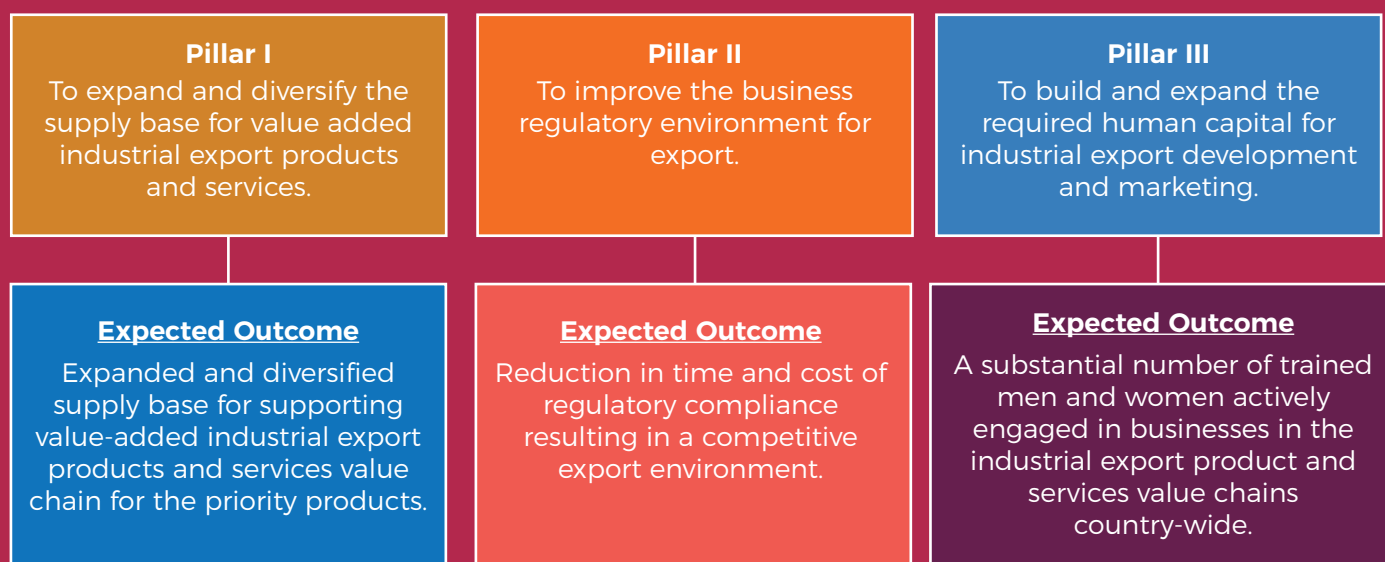 Pillar I
To expand and diversify the
supply base for value added
industrial export products
and services.
Pillar II
To improve the business
regulatory environment for
export.
Pillar III
To build and expand the
required human capital for
industrial export development
and marketing.
Expected Outcome
Expanded and diversified
supply base for supporting
value-added industrial export
products and services value
chain for the priority products.
Expected Outcome
Reduction in time and cost of
regulatory compliance
resulting in a competitive
export environment.
Expected Outcome
A substantial number of trained
men and women actively
engaged in businesses in the
industrial export product and
services value chains
country-wide.